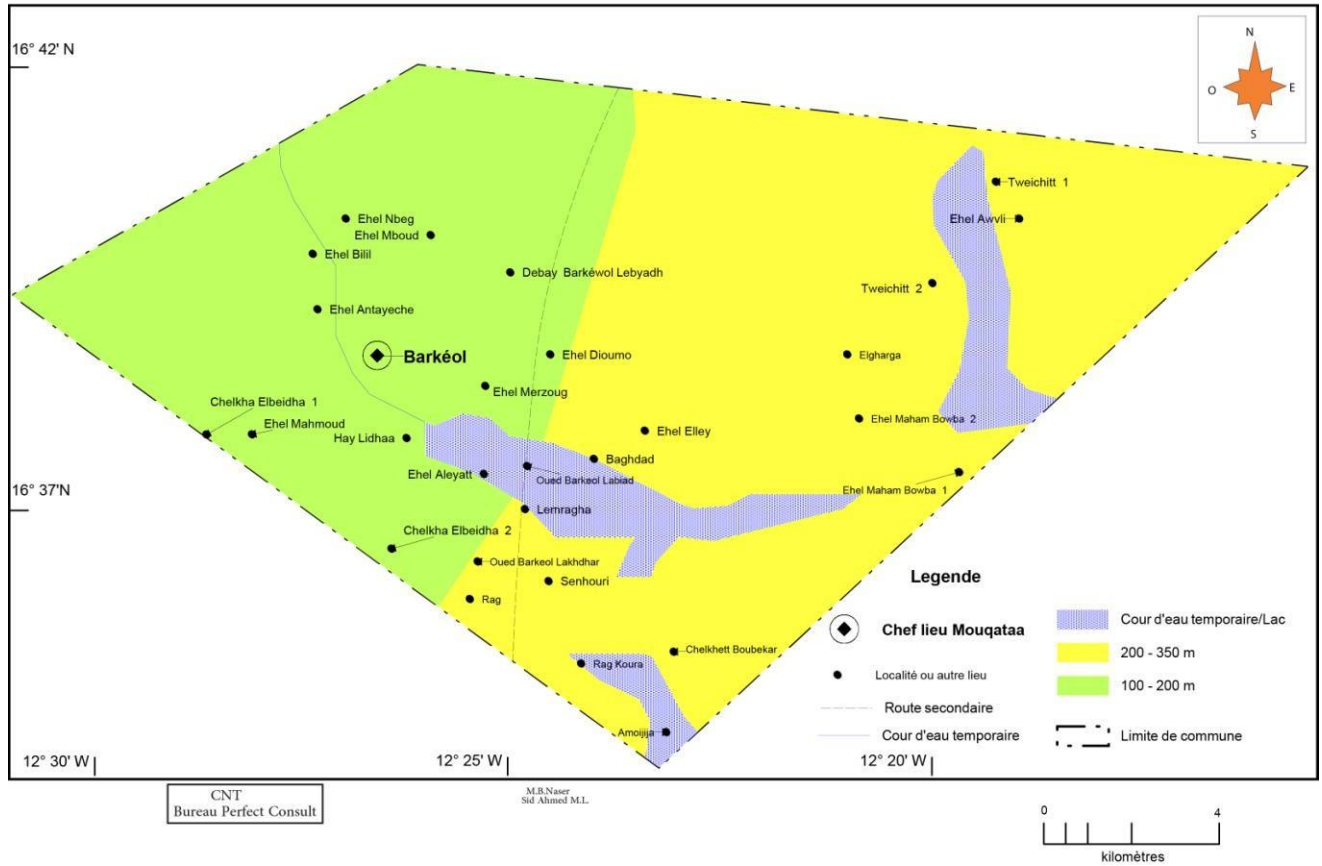 16° 42' N
N
O
E
S
Tweichitt 1
Ehel Nbeg
Ehel Awvli
Ehel Mboud
Ehel Bilil
Debay Barkéwol Lebyadh
Tweichitt 2
Ehel Antayeche
Barkéol
Ehel Dioumo
Elgharga
Ehel Merzoug
Chelkha Elbeidha 1
Ehel Mahmoud
Ehel Maham Bowba 2
Hay Lidhaa
Ehel Elley
Baghdad
Ehel Aleyatt
Oued Barkeol Labiad
Ehel Maham Bowba 1
16° 37'N
Lemragha
Chelkha Elbeidha 2
Oued Barkeol Lakhdhar
Senhouri
Rag
Chelkhett Boubekar
Rag Koura
Amoijija
Legende
Chef lieu Mouqataa
Localité ou autre lieu
Route secondaire
Cour d'eau temporaire
Cour d'eau temporaire/Lac
200 - 350 m
100 - 200 m
Limite de commune
12° 30' W
12° 25' W
12° 20' W
CNT
Bureau Perfect Consult
M.B.Naser
Sid Ahmed M.L.
0
4
kilomètres